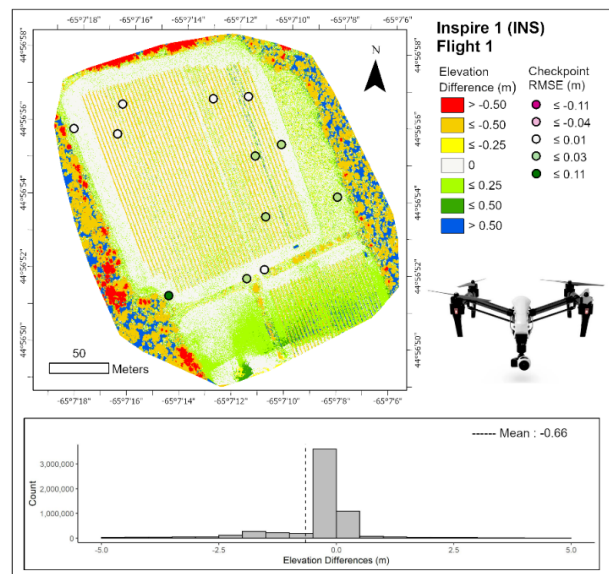 -65°7'18" -65°7'16" -65°7'14" -65°7'12" -65°7'10" -65°7'8" -65°7'6"
44°56'58"
44°56'56"
44°56'54"
44°56'52"
44°56'50"
44°56'58"
44°56'56"
44°56'54"
44°56'52"
44°56'50"
N
50
Meters
-65°7'18" -65°7'16" -65°7'14" -65°7'12" -65°7'10" -65°7'8" -65°7'6"
Inspire 1 (INS)
Flight 1
Elevation
Difference (m)
> -0.50
≤ -0.50
≤ -0.25
0
≤ 0.25
≤ 0.50
> 0.50
Checkpoint
RMSE (m)
≤ -0.11
≤ -0.04
≤ 0.01
≤ 0.03
≤ 0.11
Mean : -0.66
Count
3,000,000
2,000,000
1,000,000
0
-5.0 -2.5 0.0 2.5 5.0
Elevation Differences (m)